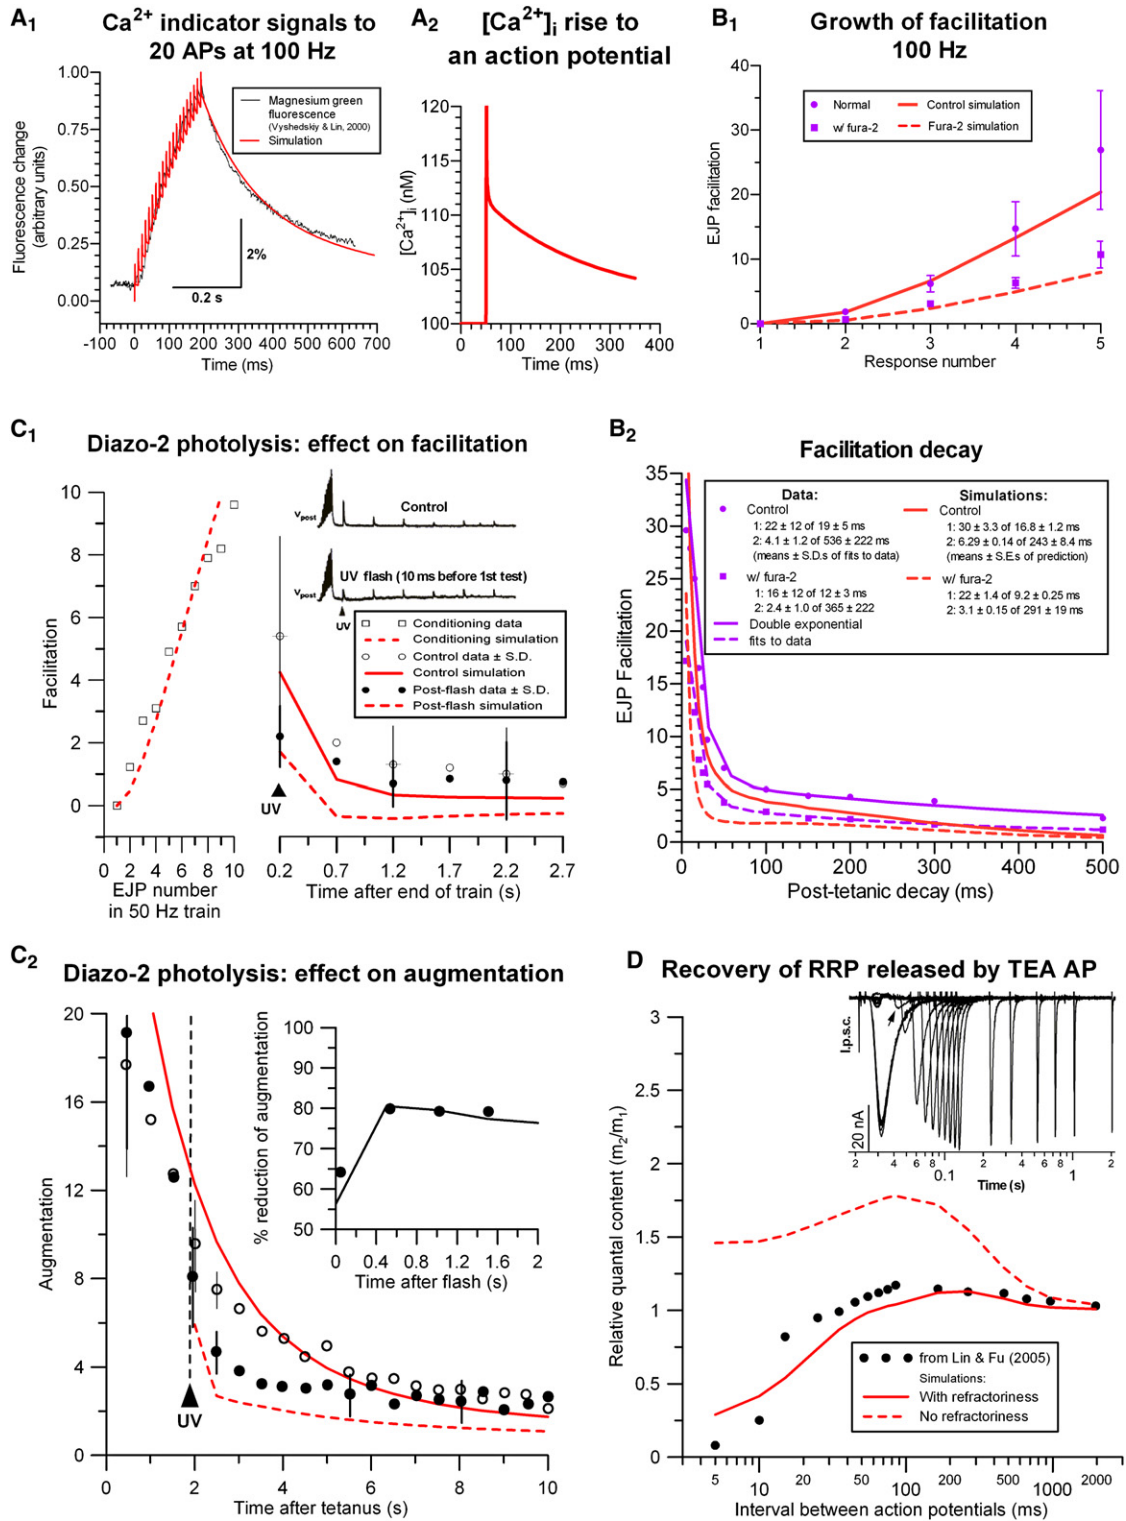 A1
Ca2+ indicator signals to
20 APs at 100 Hz
1.00
0.75
0.50
0.25
0.00
Fluorescence change
(arbitrary units)
Magnesium green
fluorescence
(Vyshedskiy & Lin, 2000)
Simulation
2%
0.2 s
-100 0 100 200 300 400 500 600 700
Time (ms)
A2
[Ca2+]i rise to
an action potential
120
115
110
105
100
[Ca2+]i (nM)
0 100 200 300 400
Time (ms)
B1
Growth of facilitation
100 Hz
40
30
20
10
0
EJP facilitation
Normal
w/ fura-2
Control simulation
Fura-2 simulation
1 2 3 4 5
Response number
C1
Diazo-2 photolysis: effect on facilitation
10
8
6
4
2
0
Facilitation
0 2 4 6 8 10
EJP number
in 50 Hz train
Vpost
Control
Vpost
UV flash (10 ms before 1st test)
UV
Conditioning data
Conditioning simulation
Control data ± S.D.
Control simulation
Post-flash data ± S.D.
Post-flash simulation
UV
0.2 0.7 1.2 1.7 2.2 2.7
Time after end of train (s)
B2
Facilitation decay
35
30
25
20
15
10
5
0
EJP Facilitation
Data:
Control
1: 22 ± 12 of 19 ± 5 ms
2: 4.1 ± 1.2 of 536 ± 222 ms
(means ± S.D.s of fits to data)
w/ fura-2
1: 16 ± 12 of 12 ± 3 ms
2: 2.4 ± 1.0 of 365 ± 222
Double exponential
fits to data
Simulations:
Control
1: 30 ± 3.3 of 16.8 ± 1.2 ms
2: 6.29 ± 0.14 of 243 ± 8.4 ms
(means ± S.E.s of prediction)
w/ fura-2
1: 22 ± 1.4 of 9.2 ± 0.25 ms
2: 3.1 ± 0.15 of 291 ± 19 ms
0 100 200 300 400 500
Post-tetanic decay (ms)
C2
Diazo-2 photolysis: effect on augmentation
20
16
12
8
4
0
Augmentation
UV
0 2 4 6 8 10
Time after tetanus (s)
100
90
80
70
60
50
% reduction of augmentation
0 0.4 0.8 1.2 1.6 2
Time after flash (s)
D
Recovery of RRP released by TEA AP
3
2.5
2
1.5
1
0.5
0
Relative quantal content (m2/m1)
I.p.s.c.
20 nA
2 4 6 8 0.1 2 4 6 8 1 2
Time (s)
from Lin & Fu (2005)
Simulations:
With refractoriness
No refractoriness
5 10 20 50 100 200 500 1000 2000
Interval between action potentials (ms)